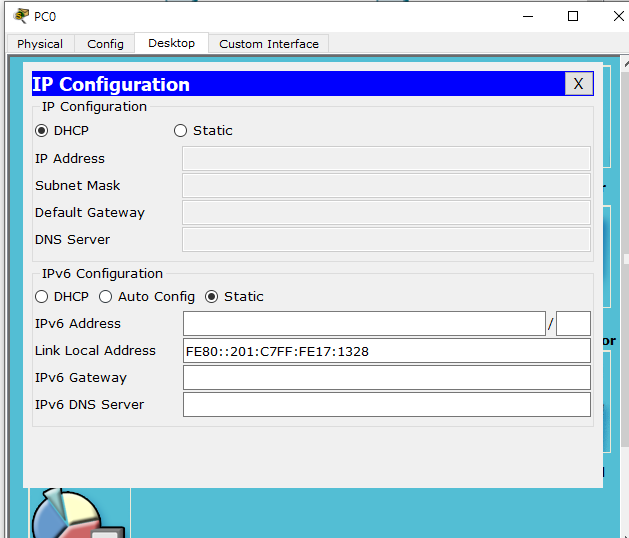 PC0
Physical Config Desktop Custom Interface
IP Configuration X
IP Configuration
DHCP Static
IP Address
Subnet Mask
Default Gateway
DNS Server
IPv6 Configuration
DHCP Auto Config Static
IPv6 Address /
Link Local Address FE80::201:C7FF:FE17:1328
IPv6 Gateway
or
IPv6 DNS Server